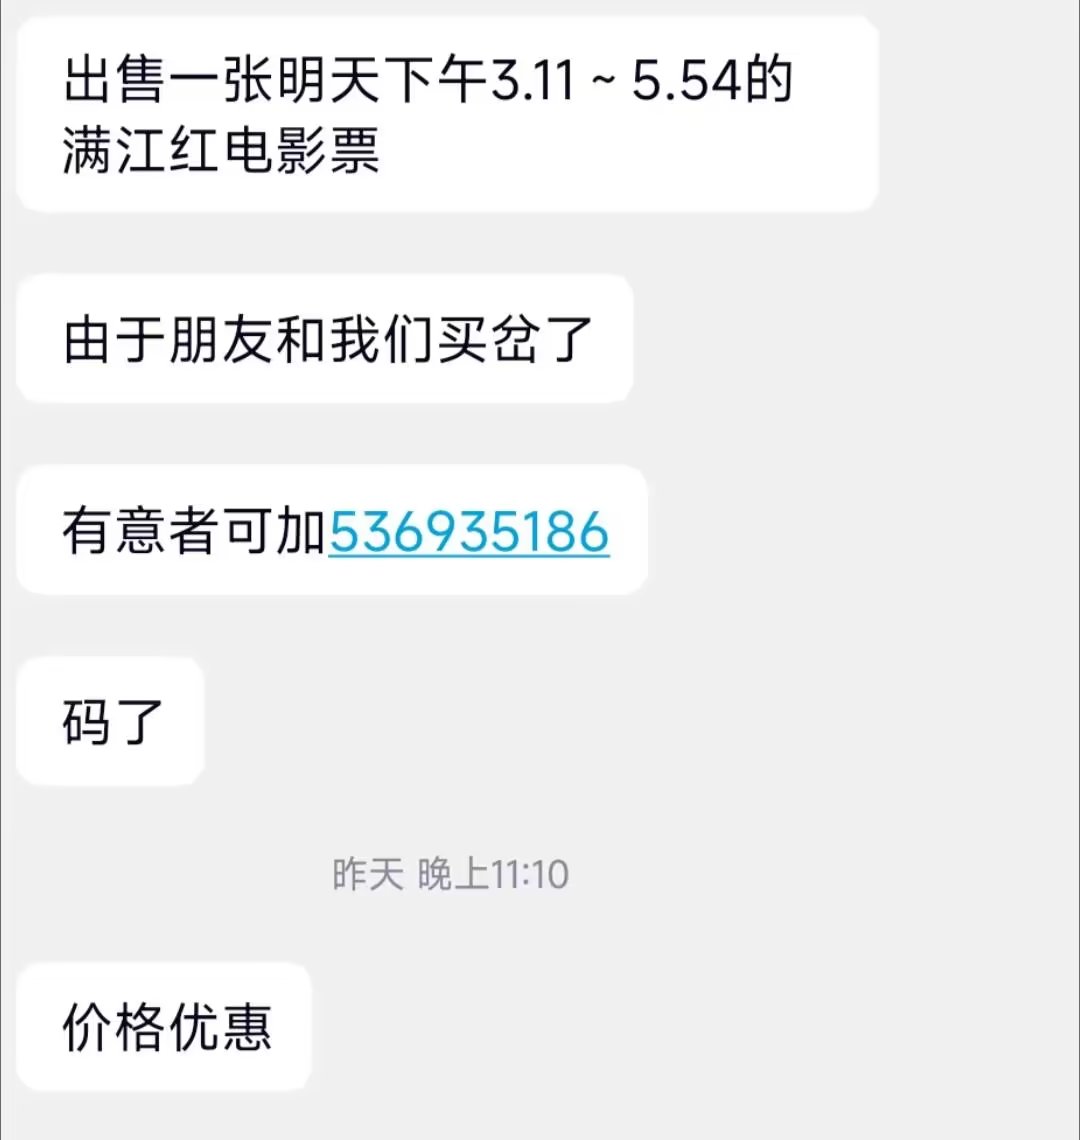 出售一张明天下午3.11 ~ 5.54的
满江红电影票
由于朋友和我们买岔了
有意者可加536935186
码了
昨天 晚上11:10
价格优惠